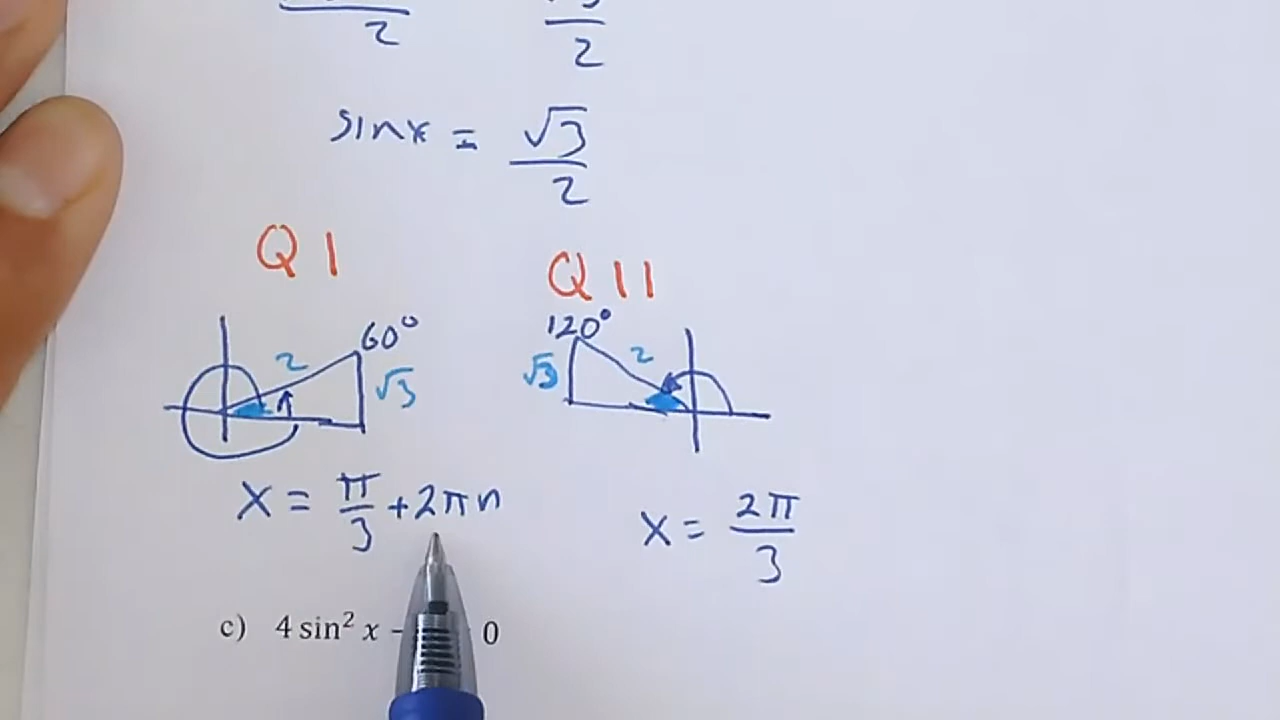 2 2
sinx = √3/2
Q I Q II
60° 120°
2 √3 √3 2
x = π/3 + 2πn x = 2π/3
c) 4 sin² x − 0